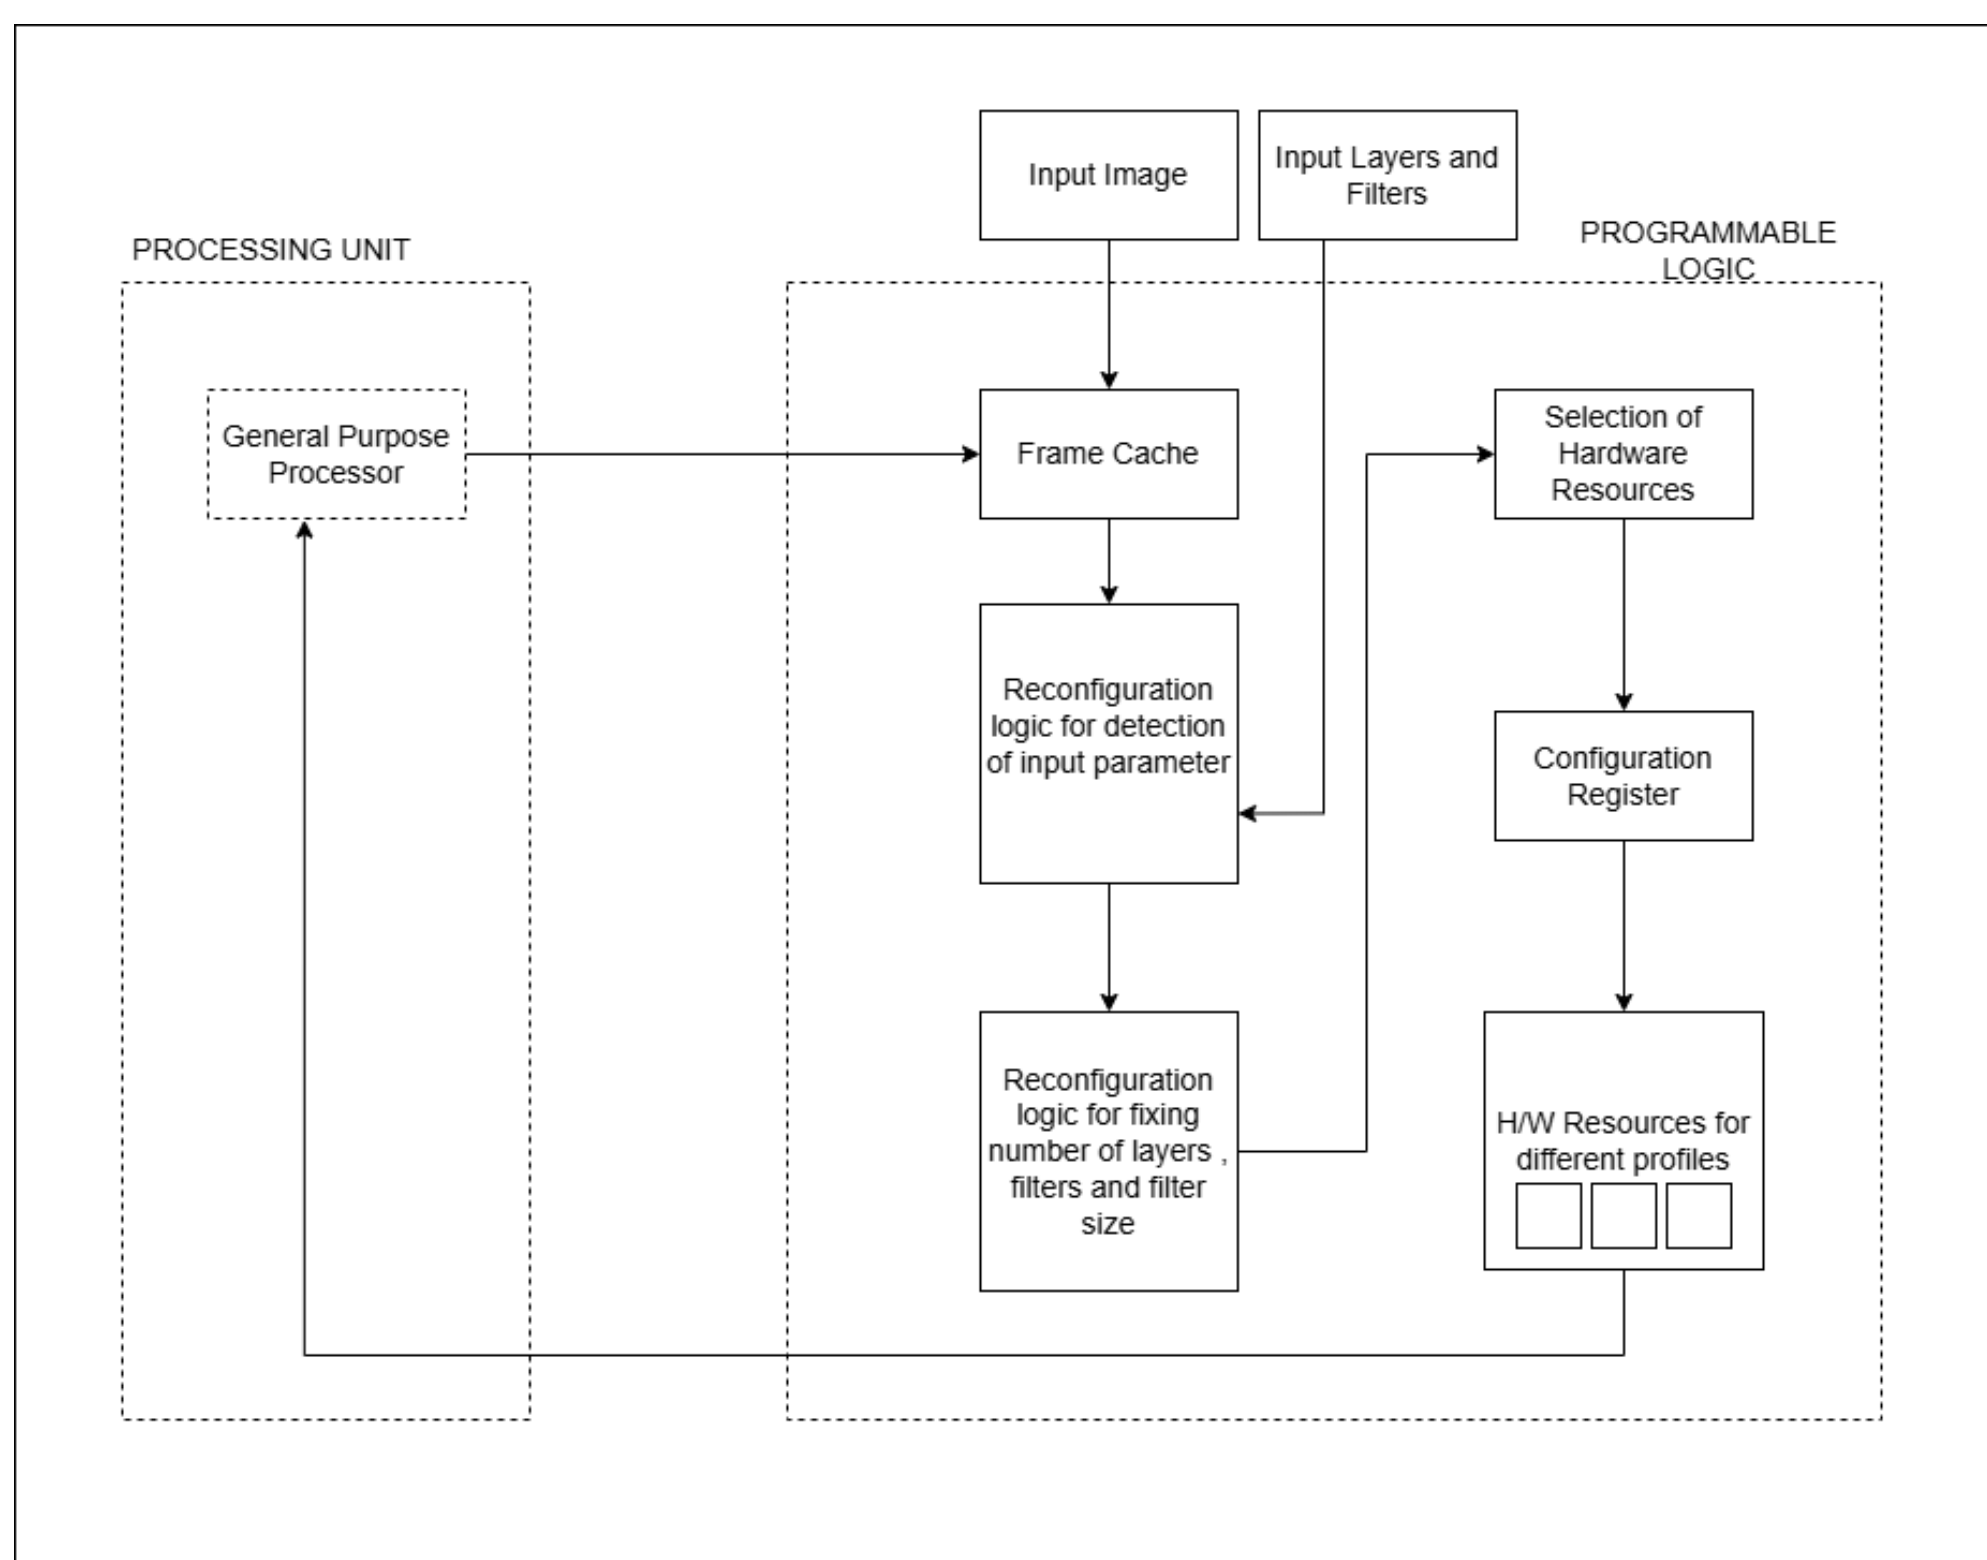 Input Image
Input Layers and
Filters
PROCESSING UNIT
PROGRAMMABLE
LOGIC
General Purpose
Processor
Frame Cache
Selection of
Hardware
Resources
Reconfiguration
logic for detection
of input parameter
Configuration
Register
Reconfiguration
logic for fixing
number of layers ,
filters and filter
size
H/W Resources for
different profiles